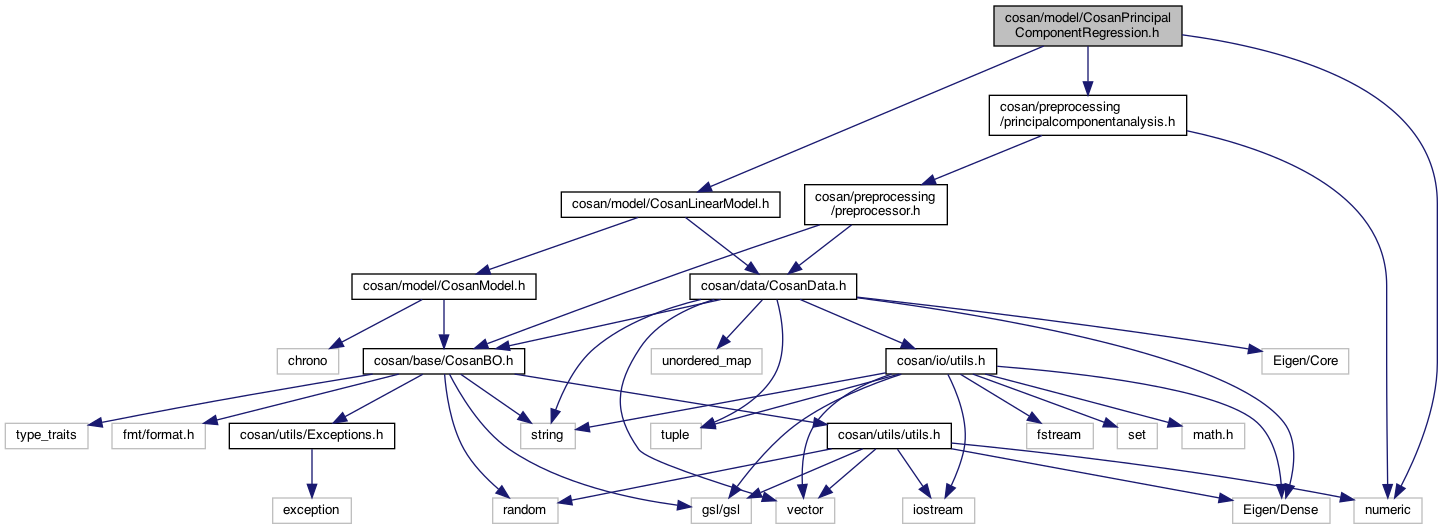 cosan/model/CosanPrincipal
ComponentRegression.h
cosan/preprocessing
/principalcomponentanalysis.h
cosan/model/CosanLinearModel.h
cosan/preprocessing
/preprocessor.h
cosan/model/CosanModel.h
cosan/data/CosanData.h
chrono
cosan/base/CosanBO.h
unordered_map
cosan/io/utils.h
Eigen/Core
type_traits
fmt/format.h
cosan/utils/Exceptions.h
string
tuple
cosan/utils/utils.h
fstream
set
math.h
exception
random
gsl/gsl
vector
iostream
Eigen/Dense
numeric